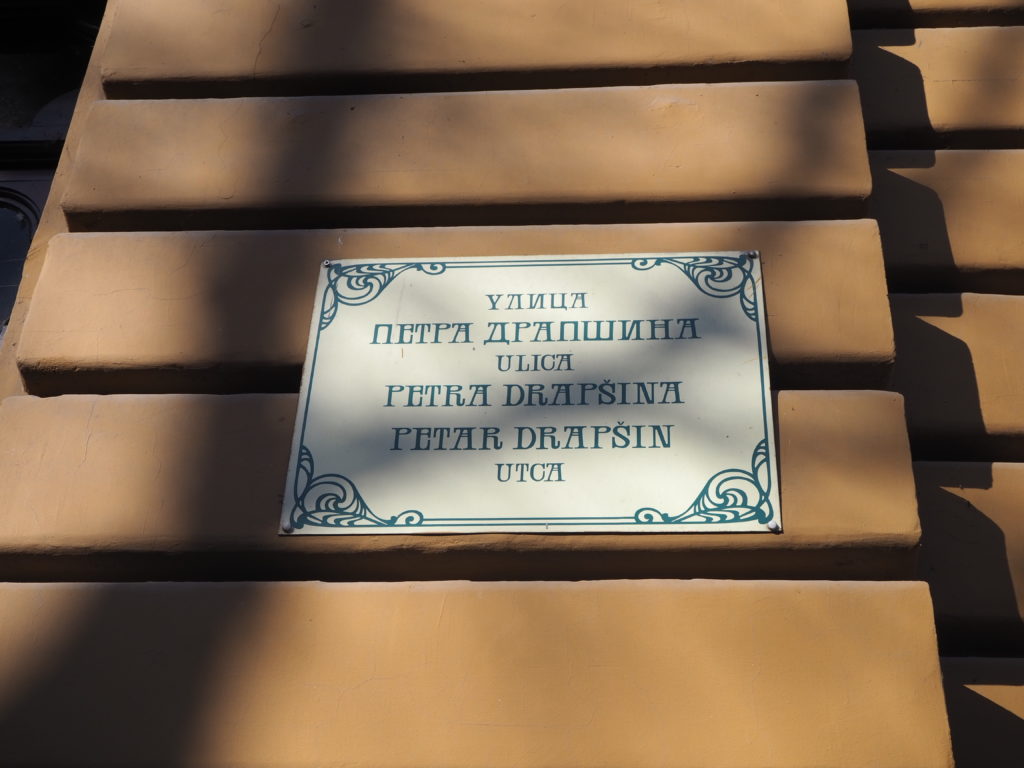 УЛИЦА
ПЕТРА ДРАПШИНА
ULICA
PETRA DRAPŠINA
PETAR DRAPŠIN
UTCA